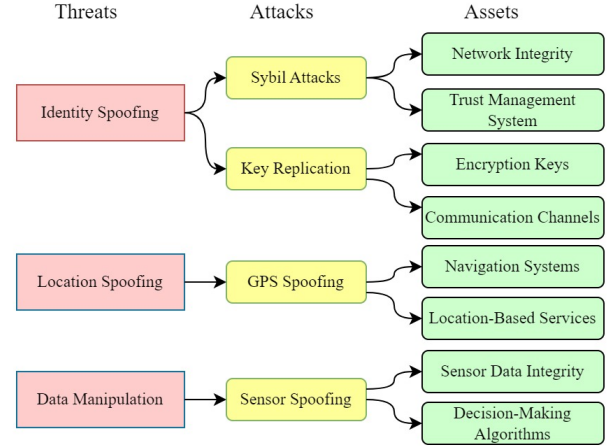 Threats
Attacks
Assets
Identity Spoofing
Sybil Attacks
Network Integrity
Trust Management
System
Key Replication
Encryption Keys
Communication Channels
Location Spoofing
GPS Spoofing
Navigation Systems
Location-Based Services
Data Manipulation
Sensor Spoofing
Sensor Data Integrity
Decision-Making
Algorithms